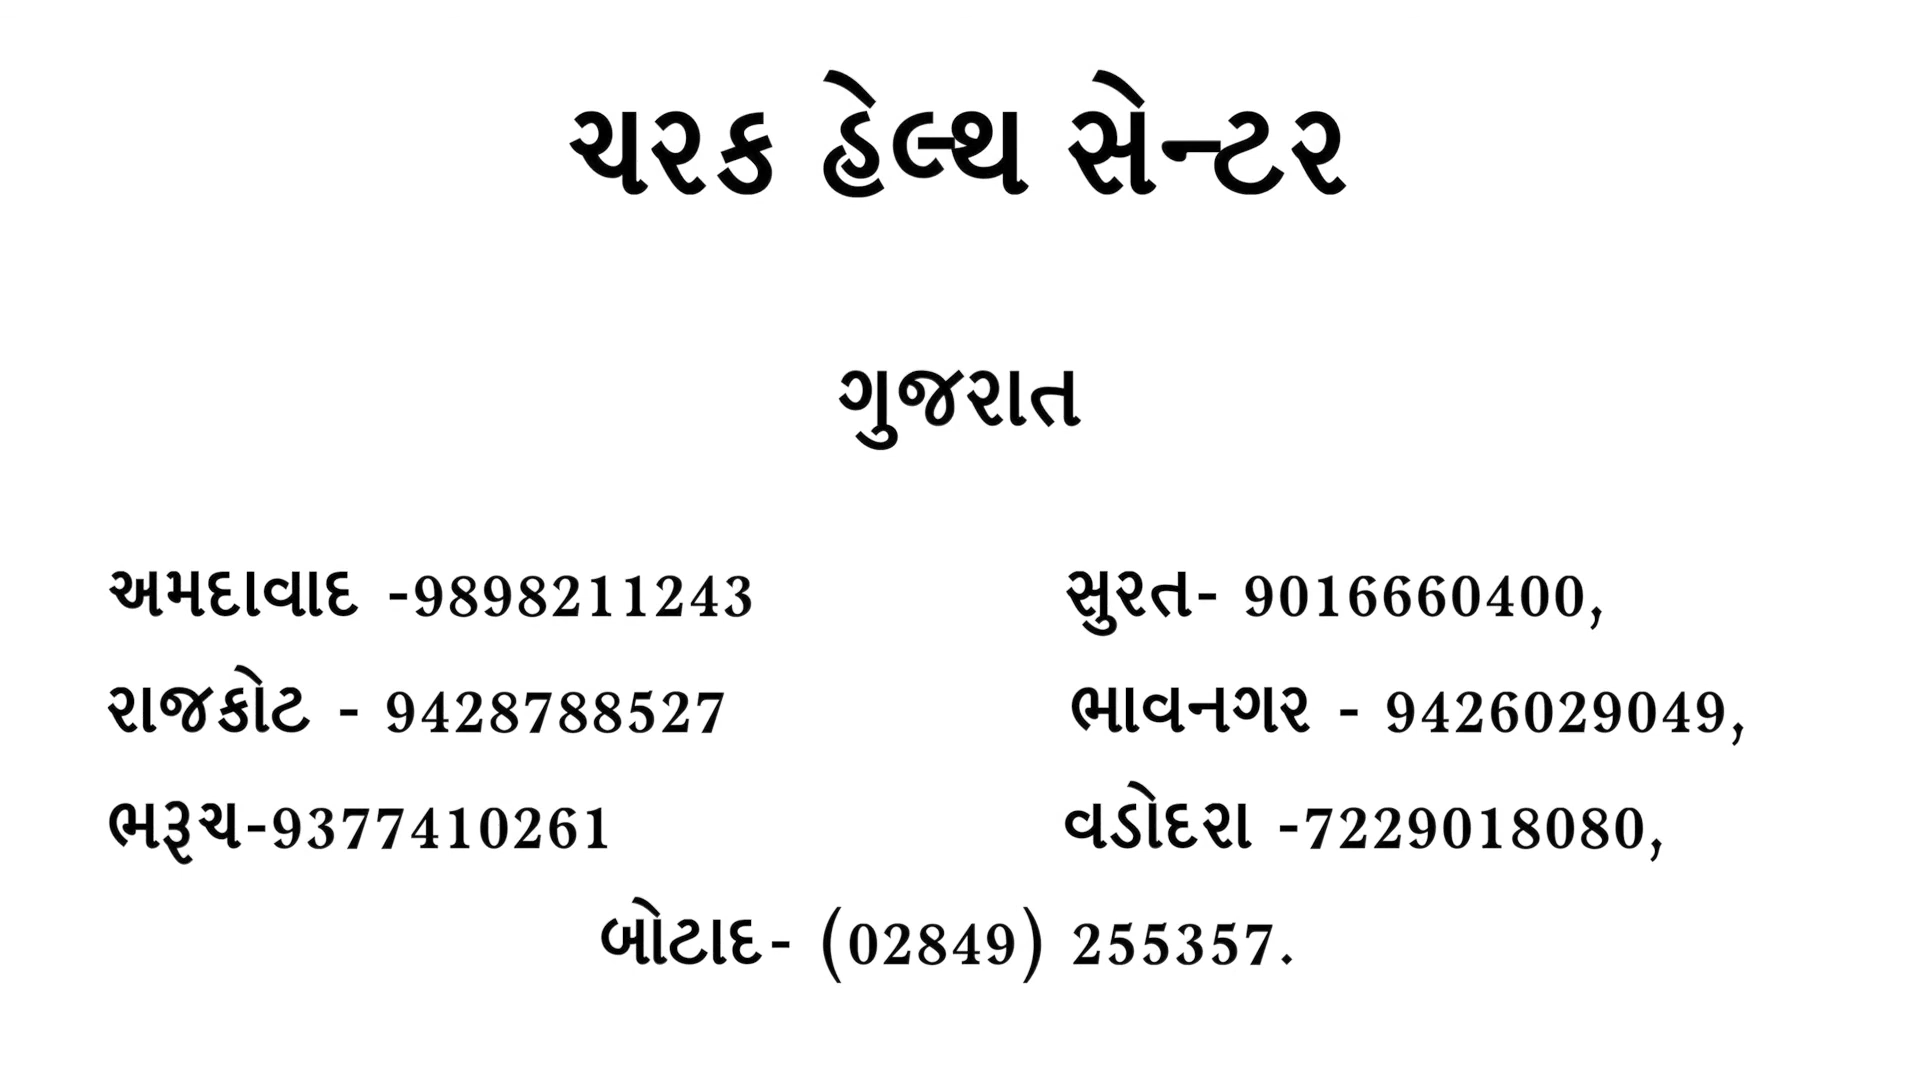 ચરક હેલ્થ સેન્ટર
ગુજરાત
અમદાવાદ -9898211243 સુરત- 9016660400,
રાજકોટ - 9428788527 ભાવનગર - 9426029049,
ભરૂચ-9377410261 વડોદરા -7229018080,
બોટાદ- (02849) 255357.